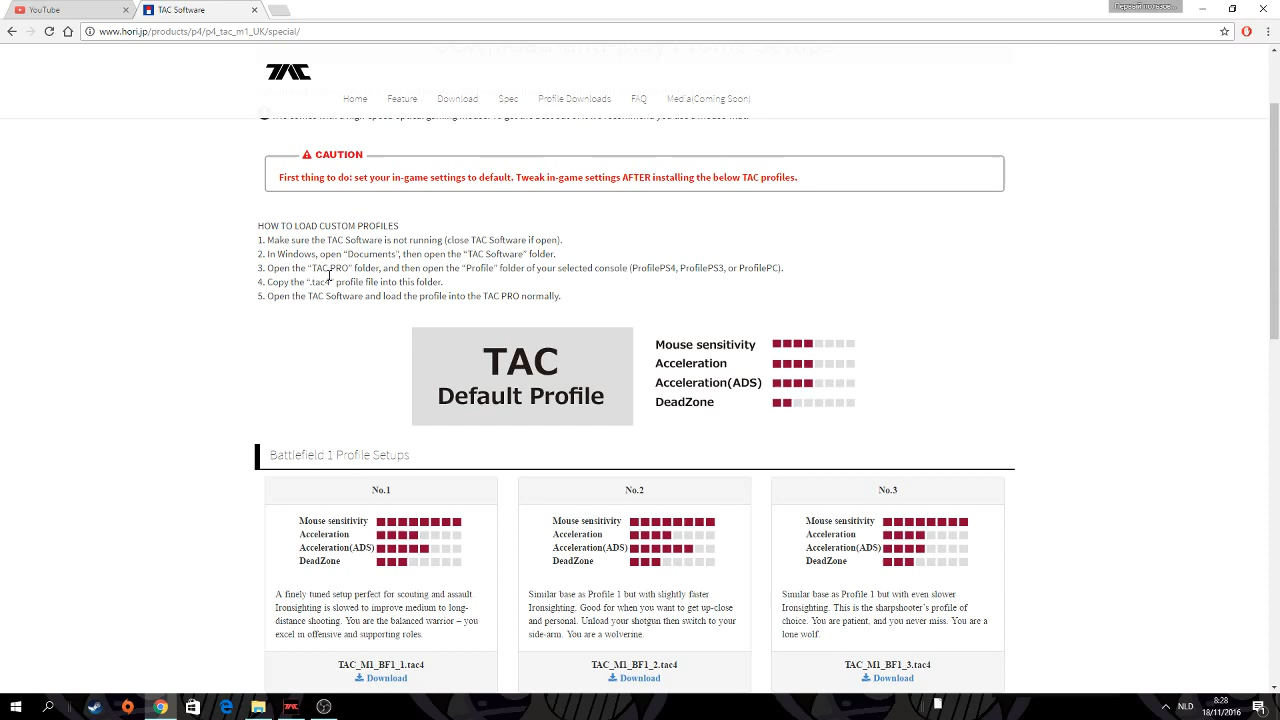 YouTube
TAC Software
www.hori.jp/products/p4/p4_tac_m1_UK/special/
TAC
Home Feature Download Spec Profile Downloads FAQ Media(Coming Soon)
CAUTION
First thing to do: set your in-game settings to default. Tweak in-game settings AFTER installing the below TAC profiles.
HOW TO LOAD CUSTOM PROFILES
1. Make sure the TAC Software is not running (close TAC Software if open).
2. In Windows, open “Documents”, then open the “TAC Software” folder.
3. Open the “TAC PRO” folder, and then open the “Profile” folder of your selected console (ProfilePS4, ProfilePS3, or ProfilePC).
4. Copy the “.tac4” profile file into this folder.
5. Open the TAC Software and load the profile into the TAC PRO normally.
TAC
Default Profile
Mouse sensitivity
Acceleration
Acceleration(ADS)
DeadZone
Battlefield 1 Profile Setups
No.1
Mouse sensitivity
Acceleration
Acceleration(ADS)
DeadZone
A finely tuned setup perfect for scouting and assault.
Ironsighting is slowed to improve medium to long-
distance shooting. You are the balanced warrior – you
excel in offensive and supporting roles.
TAC_M1_BF1_1.tac4
Download
No.2
Mouse sensitivity
Acceleration
Acceleration(ADS)
DeadZone
Similar base as Profile 1 but with slightly faster
Ironsighting. Good for when you want to get up-close
and personal. Unload your shotgun then switch to your
side-arm. You are a wolverine.
TAC_M1_BF1_2.tac4
Download
No.3
Mouse sensitivity
Acceleration
Acceleration(ADS)
DeadZone
Similar base as Profile 1 but with even slower
Ironsighting. This is the sharpshooter’s profile of
choice. You are patient, and you never miss. You are a
lone wolf.
TAC_M1_BF1_3.tac4
Download
NLD
8:28
18/11/2016